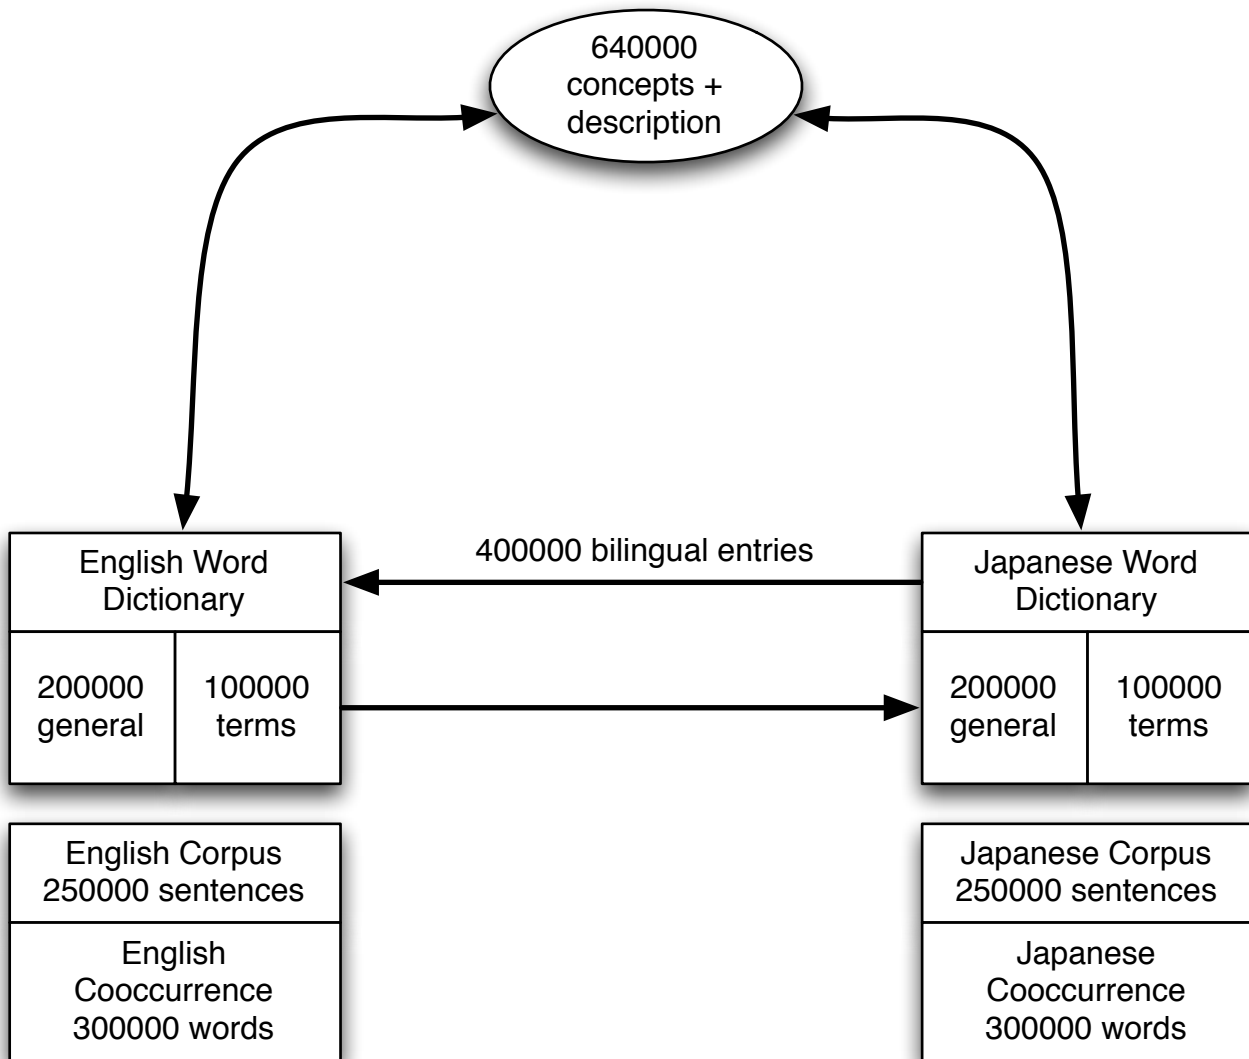 640000
concepts +
description
400000 bilingual entries
English Word
Dictionary
200000
general
100000
terms
Japanese Word
Dictionary
200000
general
100000
terms
English Corpus
250000 sentences
English
Cooccurrence
300000 words
Japanese Corpus
250000 sentences
Japanese
Cooccurrence
300000 words